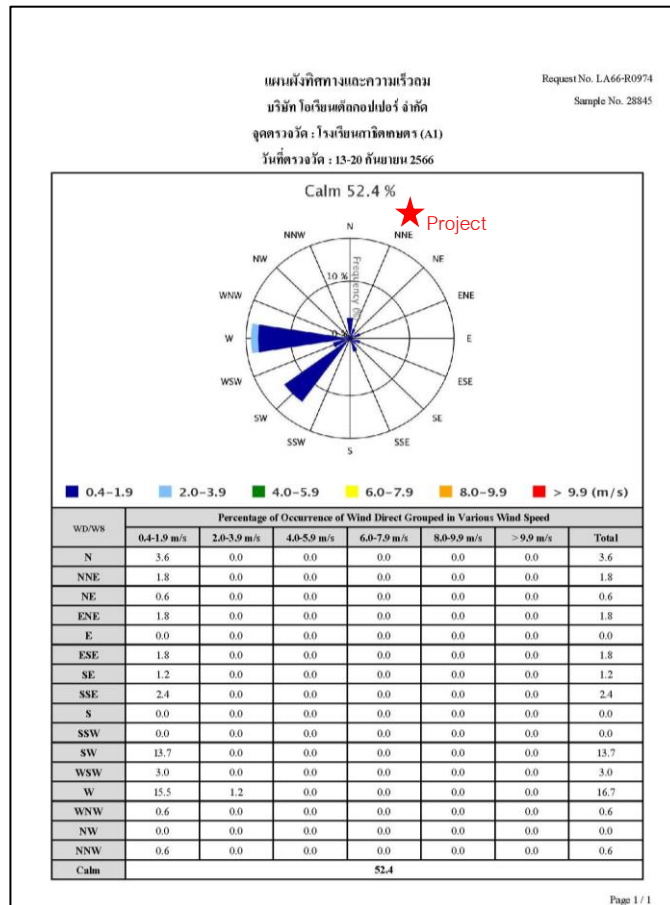 แผนผังทิศทางและความเร็วลม
Request No. LA66-R0974
บริษัท โอเรียนเต็ลคอปเปอร์ จำกัด
Sample No. 28845
จุดตรวจวัด : โรงเรียนสาธิตเกษตร (A1)
วันที่ตรวจวัด : 13-20 กันยายน 2566
Calm 52.4 %
Project
N
NNW NNE
NW NE
10 %
WNW ENE
0 %
W E
WSW ESE
SW SE
SSW SSE
S
0.4-1.9 2.0-3.9 4.0-5.9 6.0-7.9 8.0-9.9 > 9.9 (m/s)
WD/WS Percentage of Occurrence of Wind Direct Grouped in Various Wind Speed
0.4-1.9 m/s 2.0-3.9 m/s 4.0-5.9 m/s 6.0-7.9 m/s 8.0-9.9 m/s > 9.9 m/s Total
N 3.6 0.0 0.0 0.0 0.0 0.0 3.6
NNE 1.8 0.0 0.0 0.0 0.0 0.0 1.8
NE 0.6 0.0 0.0 0.0 0.0 0.0 0.6
ENE 1.8 0.0 0.0 0.0 0.0 0.0 1.8
E 0.0 0.0 0.0 0.0 0.0 0.0 0.0
ESE 1.8 0.0 0.0 0.0 0.0 0.0 1.8
SE 1.2 0.0 0.0 0.0 0.0 0.0 1.2
SSE 2.4 0.0 0.0 0.0 0.0 0.0 2.4
S 0.0 0.0 0.0 0.0 0.0 0.0 0.0
SSW 0.0 0.0 0.0 0.0 0.0 0.0 0.0
SW 13.7 0.0 0.0 0.0 0.0 0.0 13.7
WSW 3.0 0.0 0.0 0.0 0.0 0.0 3.0
W 15.5 1.2 0.0 0.0 0.0 0.0 16.7
WNW 0.6 0.0 0.0 0.0 0.0 0.0 0.6
NW 0.0 0.0 0.0 0.0 0.0 0.0 0.0
NNW 0.6 0.0 0.0 0.0 0.0 0.0 0.6
Calm 52.4
Page 1 / 1